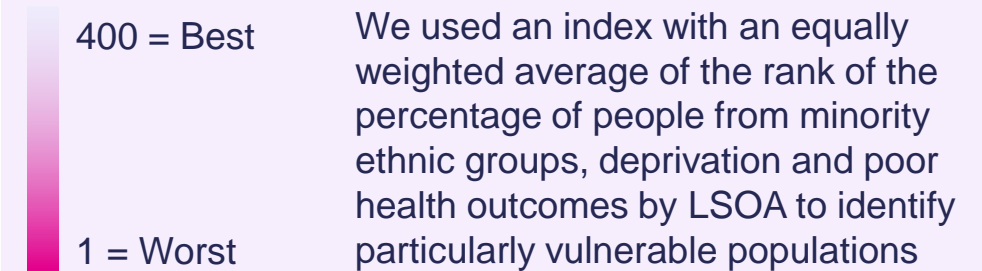 400 = Best
1 = Worst
We used an index with an equally
weighted average of the rank of the
percentage of people from minority
ethnic groups, deprivation and poor
health outcomes by LSOA to identify
particularly vulnerable populations